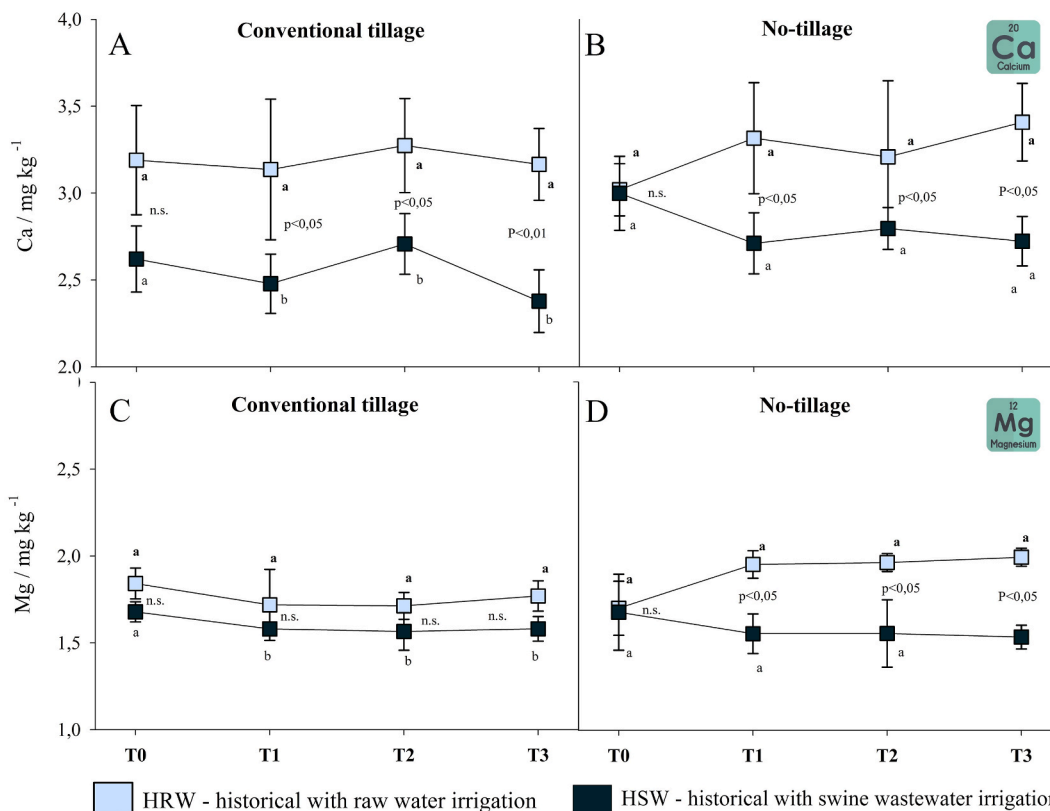 A
Conventional tillage
4,0
3,5
3,0
2,5
2,0
Ca / mg kg -1
a
a
a
a
n.s.
p<0,05
p<0,05
P<0,01
a
b
b
b
B
No-tillage
20
Ca
Calcium
a
a
a
a
n.s.
p<0,05
p<0,05
P<0,05
a
a
a
a
a
C
Conventional tillage
2,5
2,0
1,5
1,0
Mg / mg kg -1
a
a
a
a
n.s.
n.s.
n.s.
n.s.
a
b
b
b
T0
T1
T2
T3
D
No-tillage
12
Mg
Magnesium
a
a
a
a
n.s.
p<0,05
p<0,05
P<0,05
a
a
a
T0
T1
T2
T3
HRW - historical with raw water irrigation
HSW - historical with swine wastewater irrigation